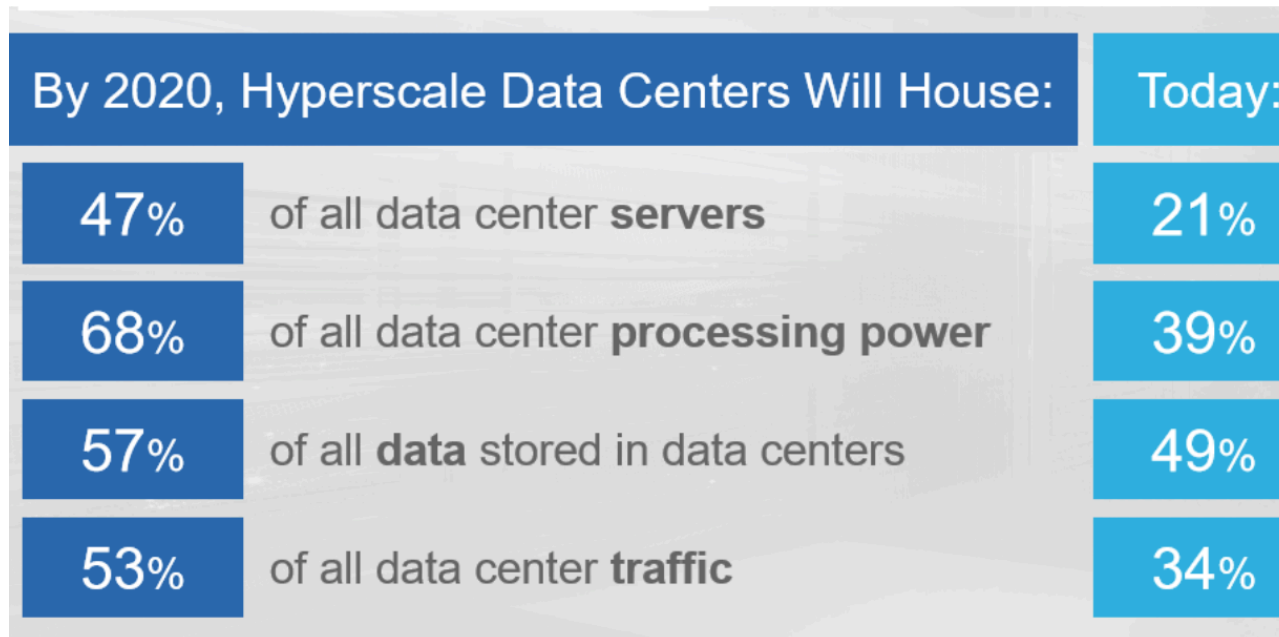 By 2020, Hyperscale Data Centers Will House: Today:
47% of all data center servers 21%
68% of all data center processing power 39%
57% of all data stored in data centers 49%
53% of all data center traffic 34%